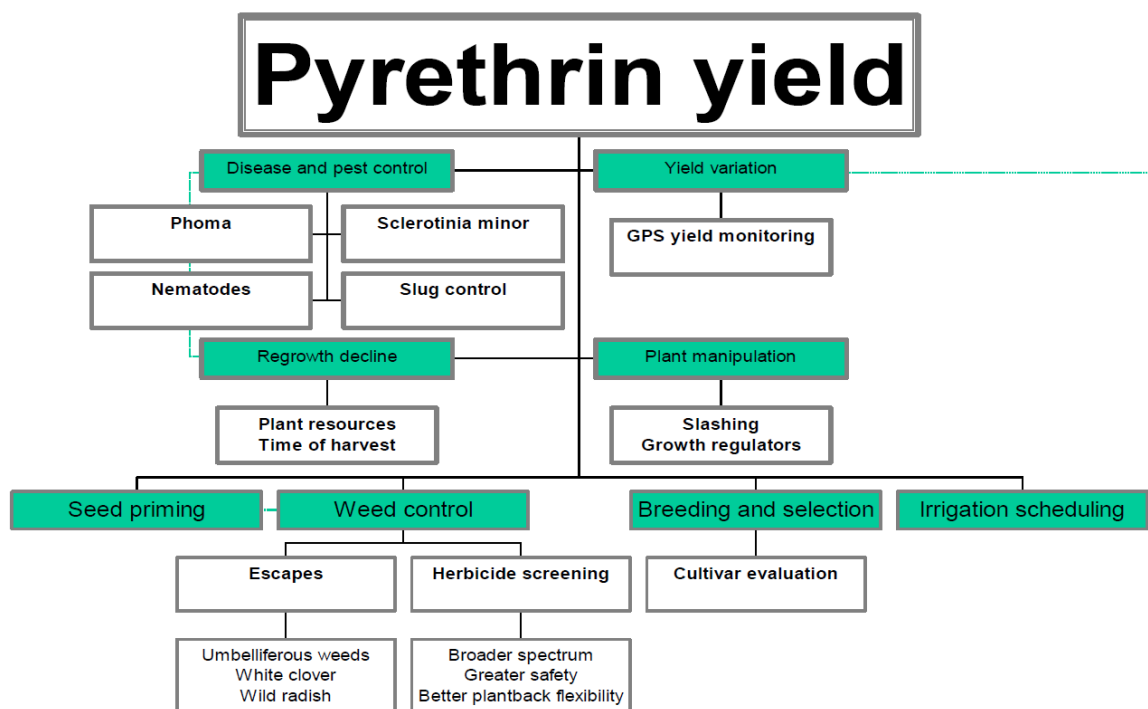 Pyrethrin yield
Disease and pest control
Yield variation
Phoma
Sclerotinia minor
GPS yield monitoring
Nematodes
Slug control
Regrowth decline
Plant manipulation
Plant resources
Time of harvest
Slashing
Growth regulators
Seed priming
Weed control
Breeding and selection
Irrigation scheduling
Escapes
Herbicide screening
Cultivar evaluation
Umbelliferous weeds
White clover
Wild radish
Broader spectrum
Greater safety
Better plantback flexibility